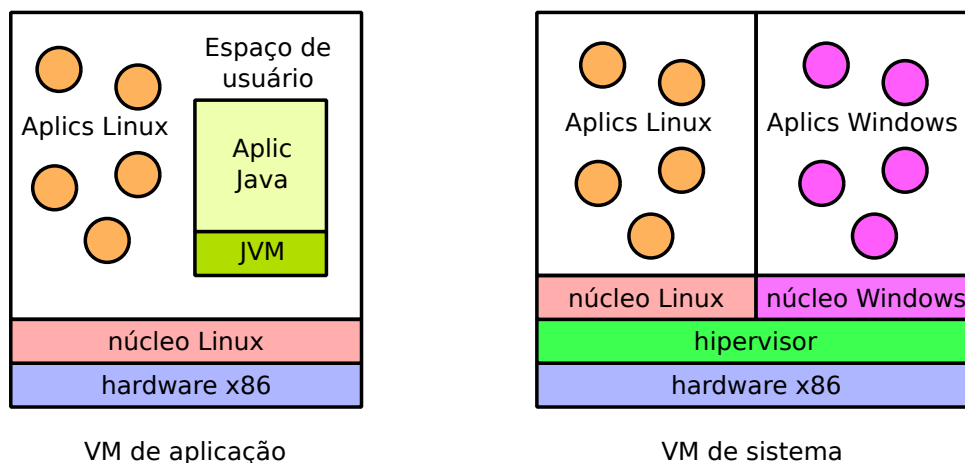 Espaço de
usuário
Aplics Linux
Aplic
Java
JVM
núcleo Linux
hardware x86
VM de aplicação
Aplics Linux
Aplics Windows
núcleo Linux
núcleo Windows
hipervisor
hardware x86
VM de sistema